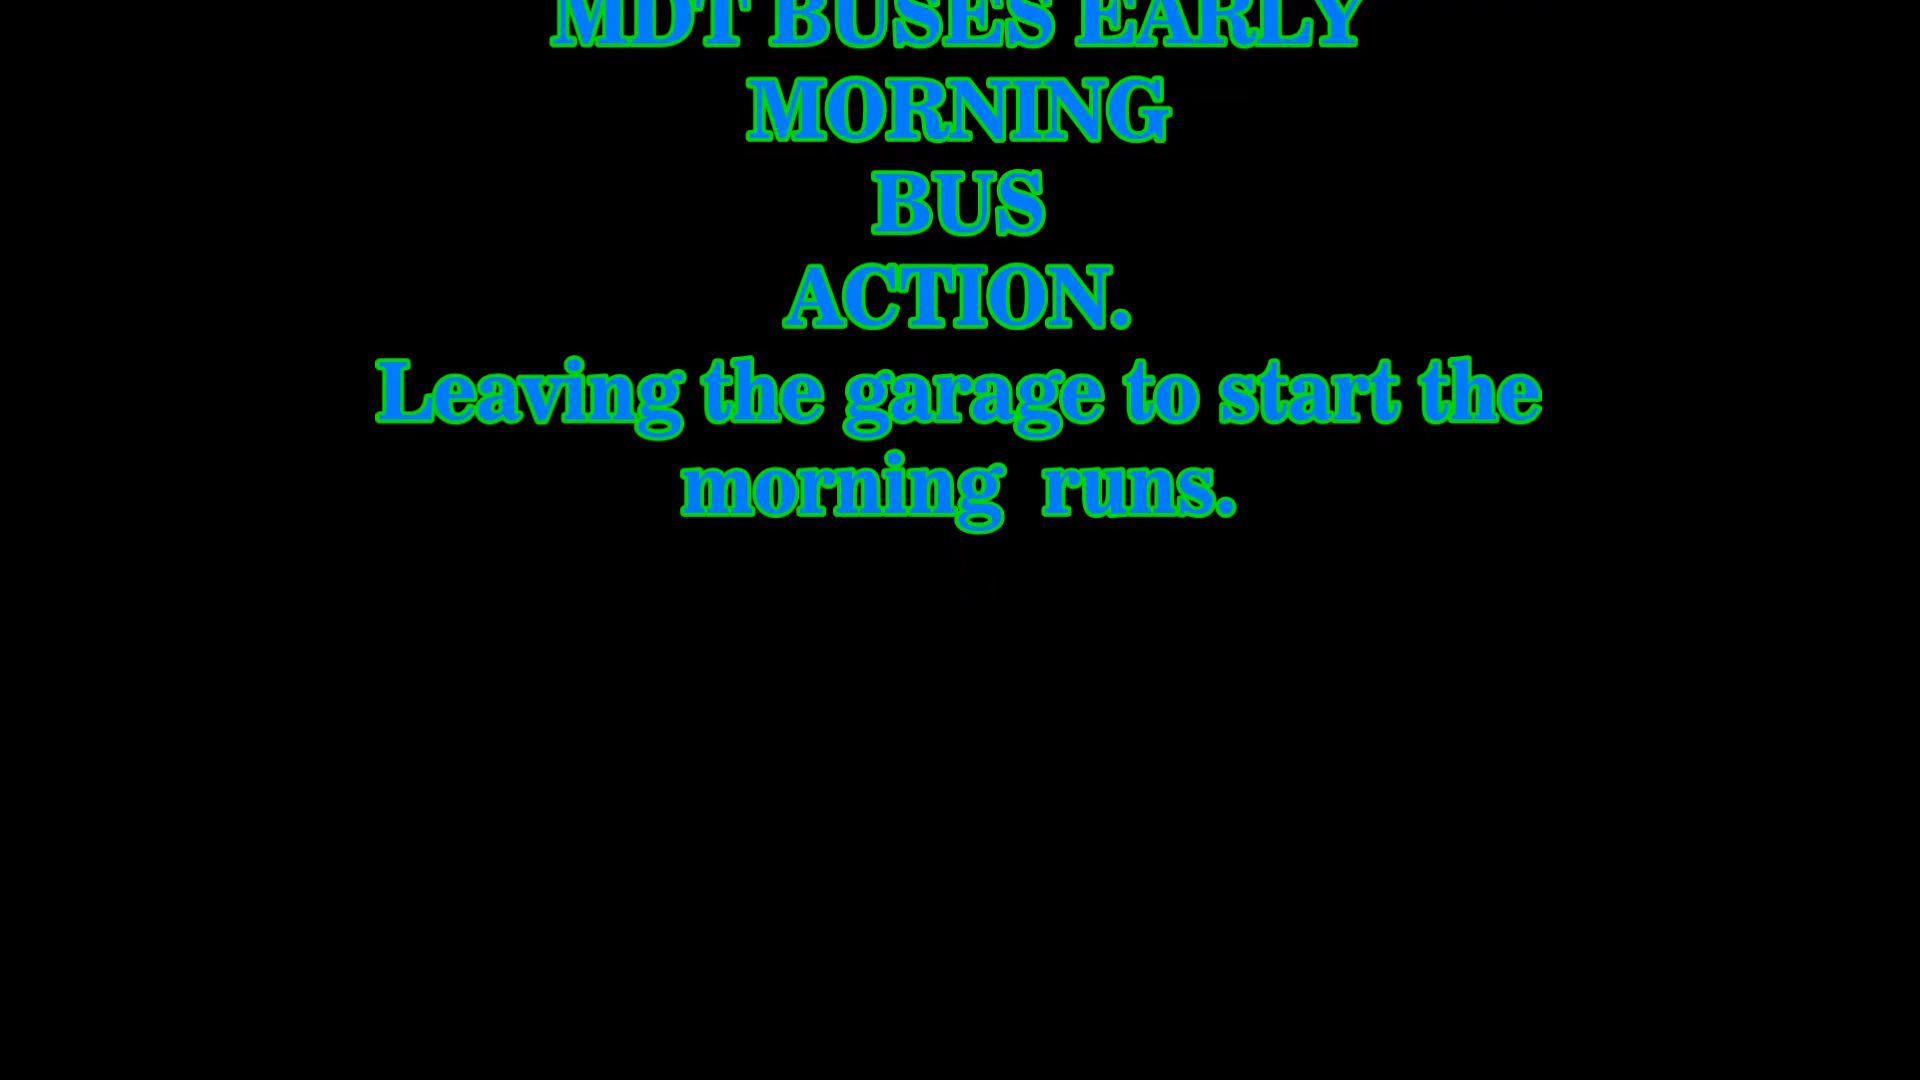 MDT BUSES EARLY
MORNING
BUS
ACTION.
Leaving the garage to start the
morning  runs.